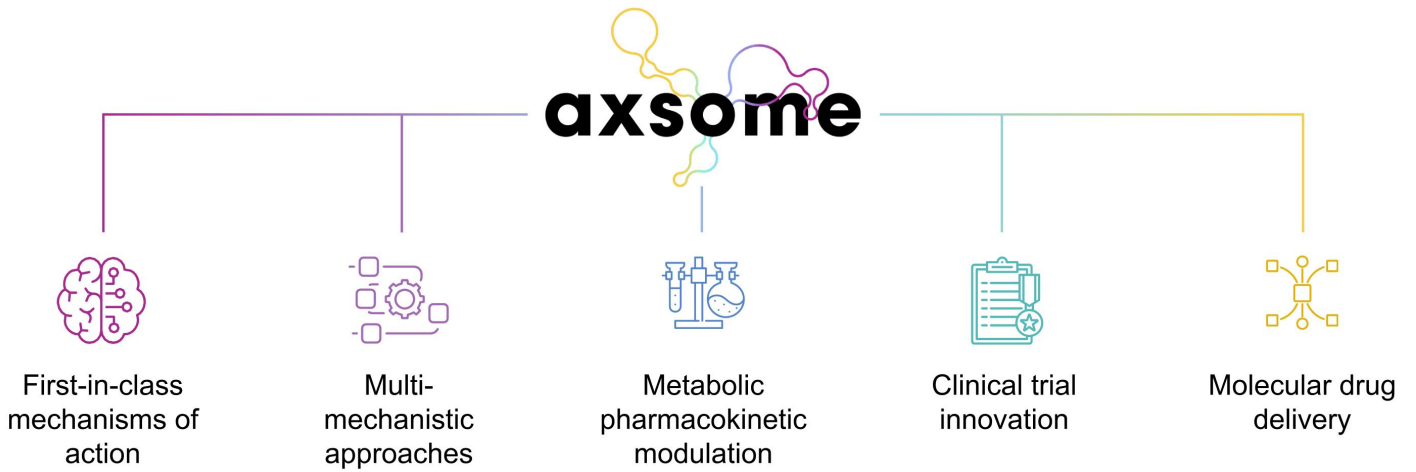 axsome
First-in-class
mechanisms of
action
Multi-
mechanistic
approaches
Metabolic
pharmacokinetic
modulation
Clinical trial
innovation
Molecular drug
delivery